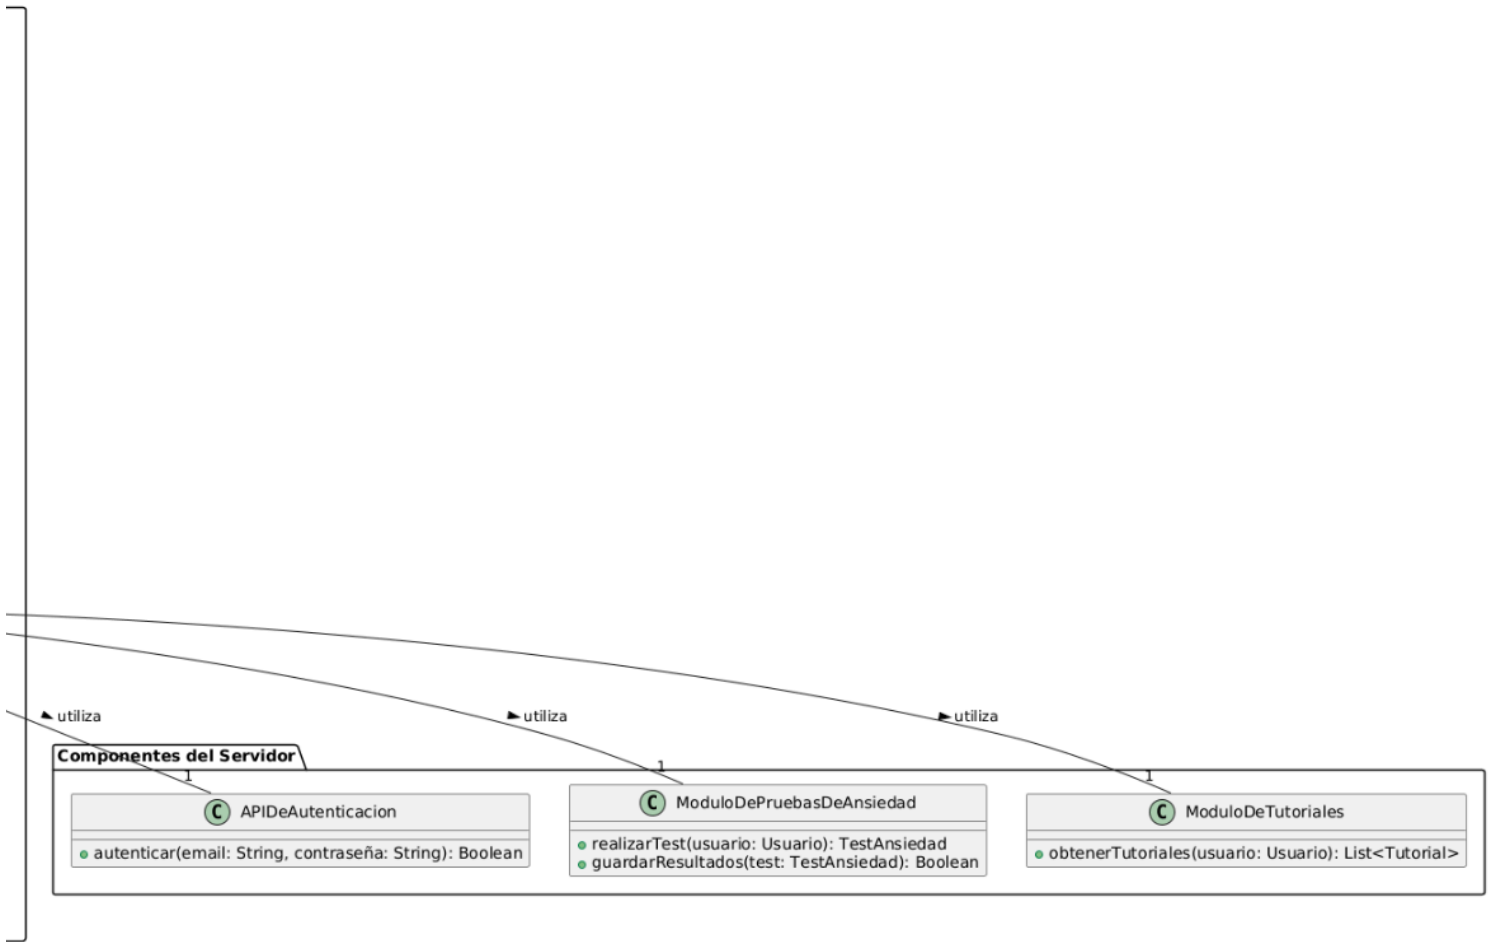 utiliza
utiliza
utiliza
Componentes del Servidor
1
1
1
C APIDeAutenticacion
autenticar(email: String, contraseña: String): Boolean
C ModuloDePruebasDeAnsiedad
realizarTest(usuario: Usuario): TestAnsiedad
guardarResultados(test: TestAnsiedad): Boolean
C ModuloDeTutoriales
obtenerTutoriales(usuario: Usuario): List<Tutorial>